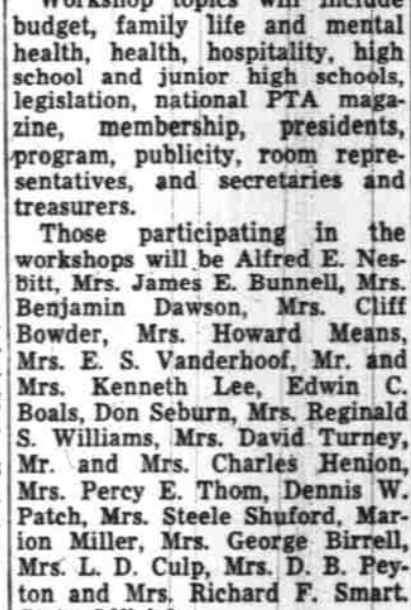 Workshop topics will include
budget, family life and mental
health, health, hospitality, high
school and junior high schools,
legislation, national PTA maga-
zine, membership, presidents,
program, publicity, room repre-
sentatives, and secretaries and
treasurers.
Those participating in the
workshops will be Alfred E. Nes-
bitt, Mrs. James E. Bunnell, Mrs.
Benjamin Dawson, Mrs. Cliff
Bowder, Mrs. Howard Means,
Mrs. E. S. Vanderhoof, Mr. and
Mrs. Kenneth Lee, Edwin C.
Boals, Don Seburn, Mrs. Reginald
S. Williams, Mrs. David Turney,
Mr. and Mrs. Charles Henion,
Mrs. Percy E. Thom, Dennis W.
Patch, Mrs. Steele Shuford, Mar-
ion Miller, Mrs. George Birrell,
Mrs. L. D. Culp, Mrs. D. B. Pey-
ton and Mrs. Richard F. Smart.